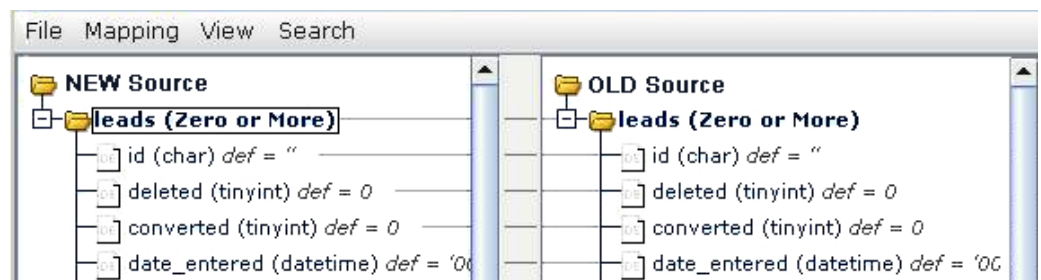 File Mapping View Search
NEW Source
leads (Zero or More)
id (char) def = ''
deleted (tinyint) def = 0
converted (tinyint) def = 0
date_entered (datetime) def = '00
OLD Source
leads (Zero or More)
id (char) def = ''
deleted (tinyint) def = 0
converted (tinyint) def = 0
date_entered (datetime) def = '00